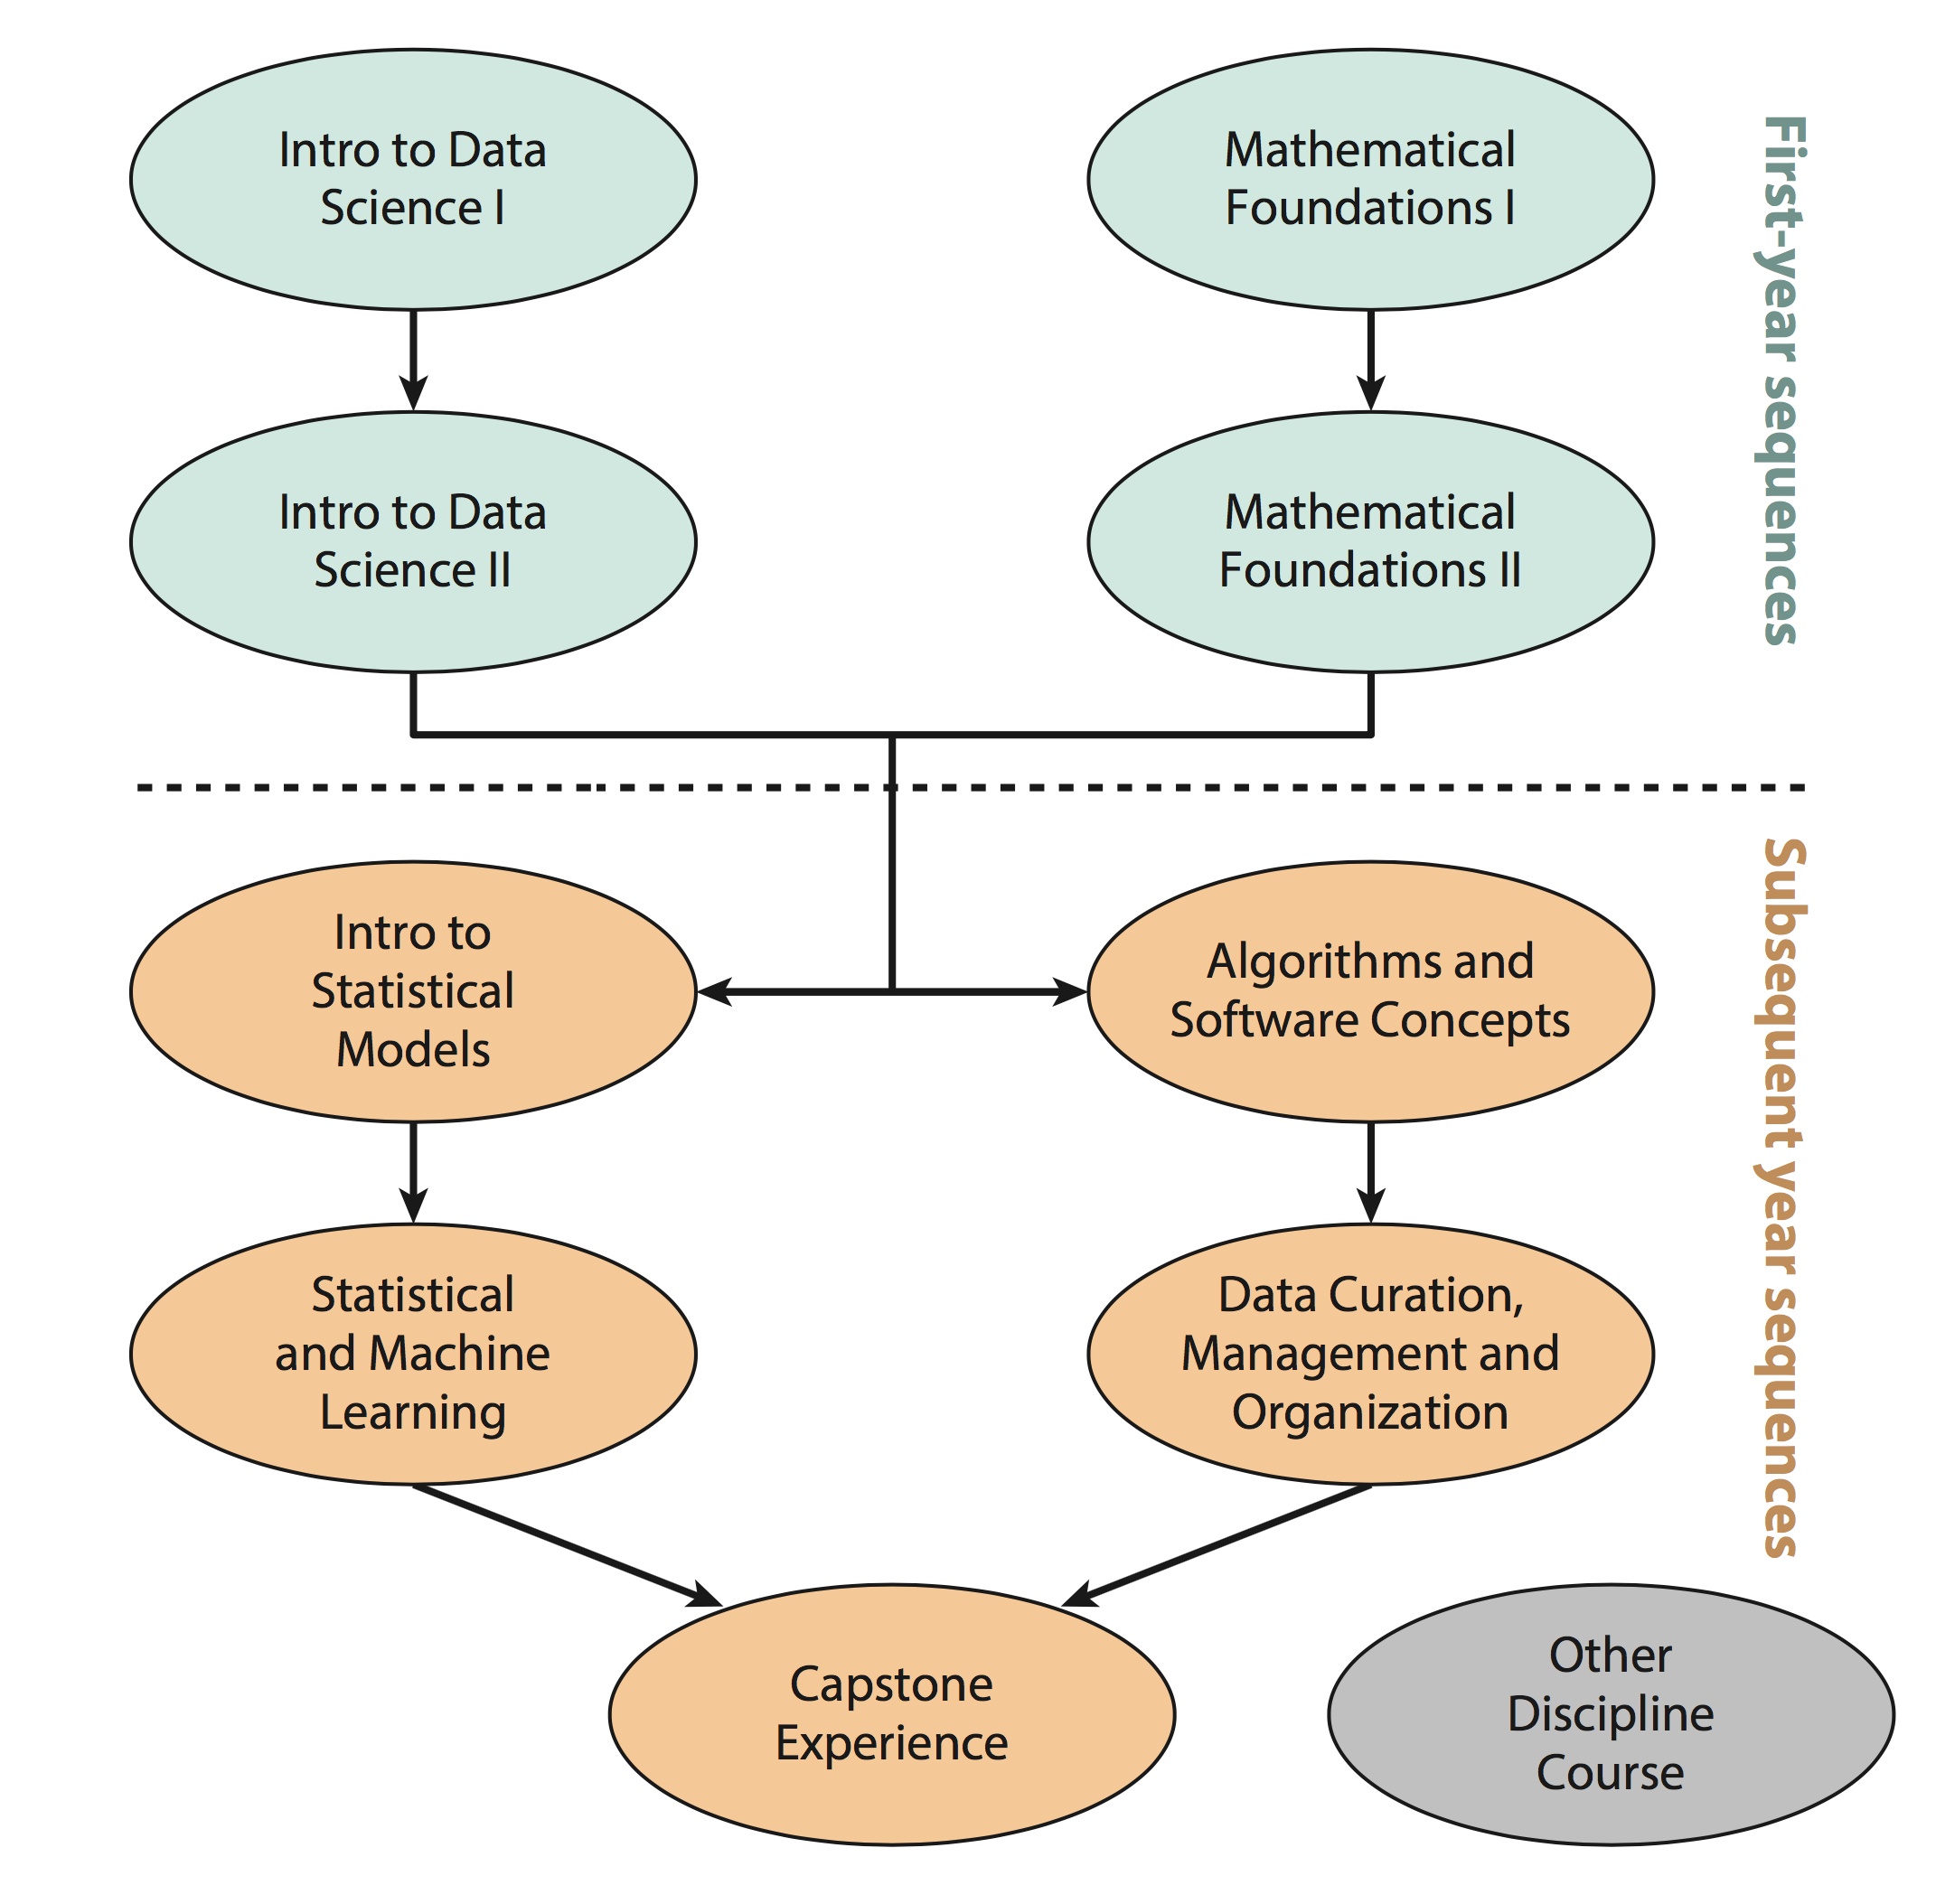 Intro to Data
Science I
Mathematical
Foundations I
First-year sequences
Intro to Data
Science II
Mathematical
Foundations II
Intro to
Statistical
Models
Algorithms and
Software Concepts
Subsequent year sequences
Statistical
and Machine
Learning
Data Curation,
Management and
Organization
Capstone
Experience
Other
Discipline
Course